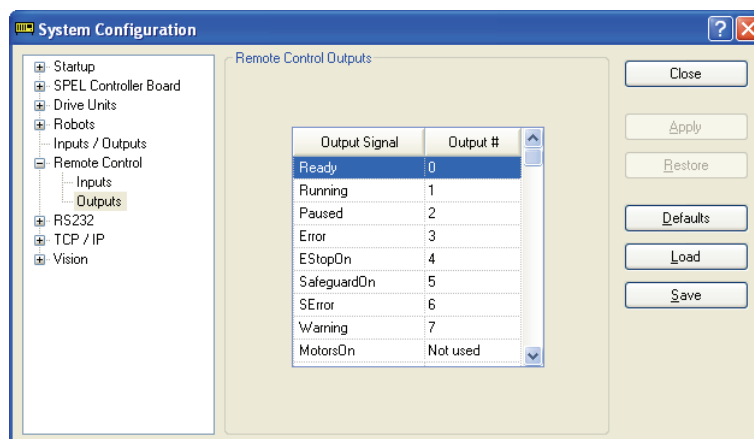 System Configuration
Startup
SPEL Controller Board
Drive Units
Robots
Inputs / Outputs
Remote Control
Inputs
Outputs
RS232
TCP / IP
Vision
Remote Control Outputs
Output Signal Output #
Ready 0
Running 1
Paused 2
Error 3
EStopOn 4
SafeguardOn 5
SError 6
Warning 7
MotorsOn Not used
Close
Apply
Restore
Defaults
Load
Save